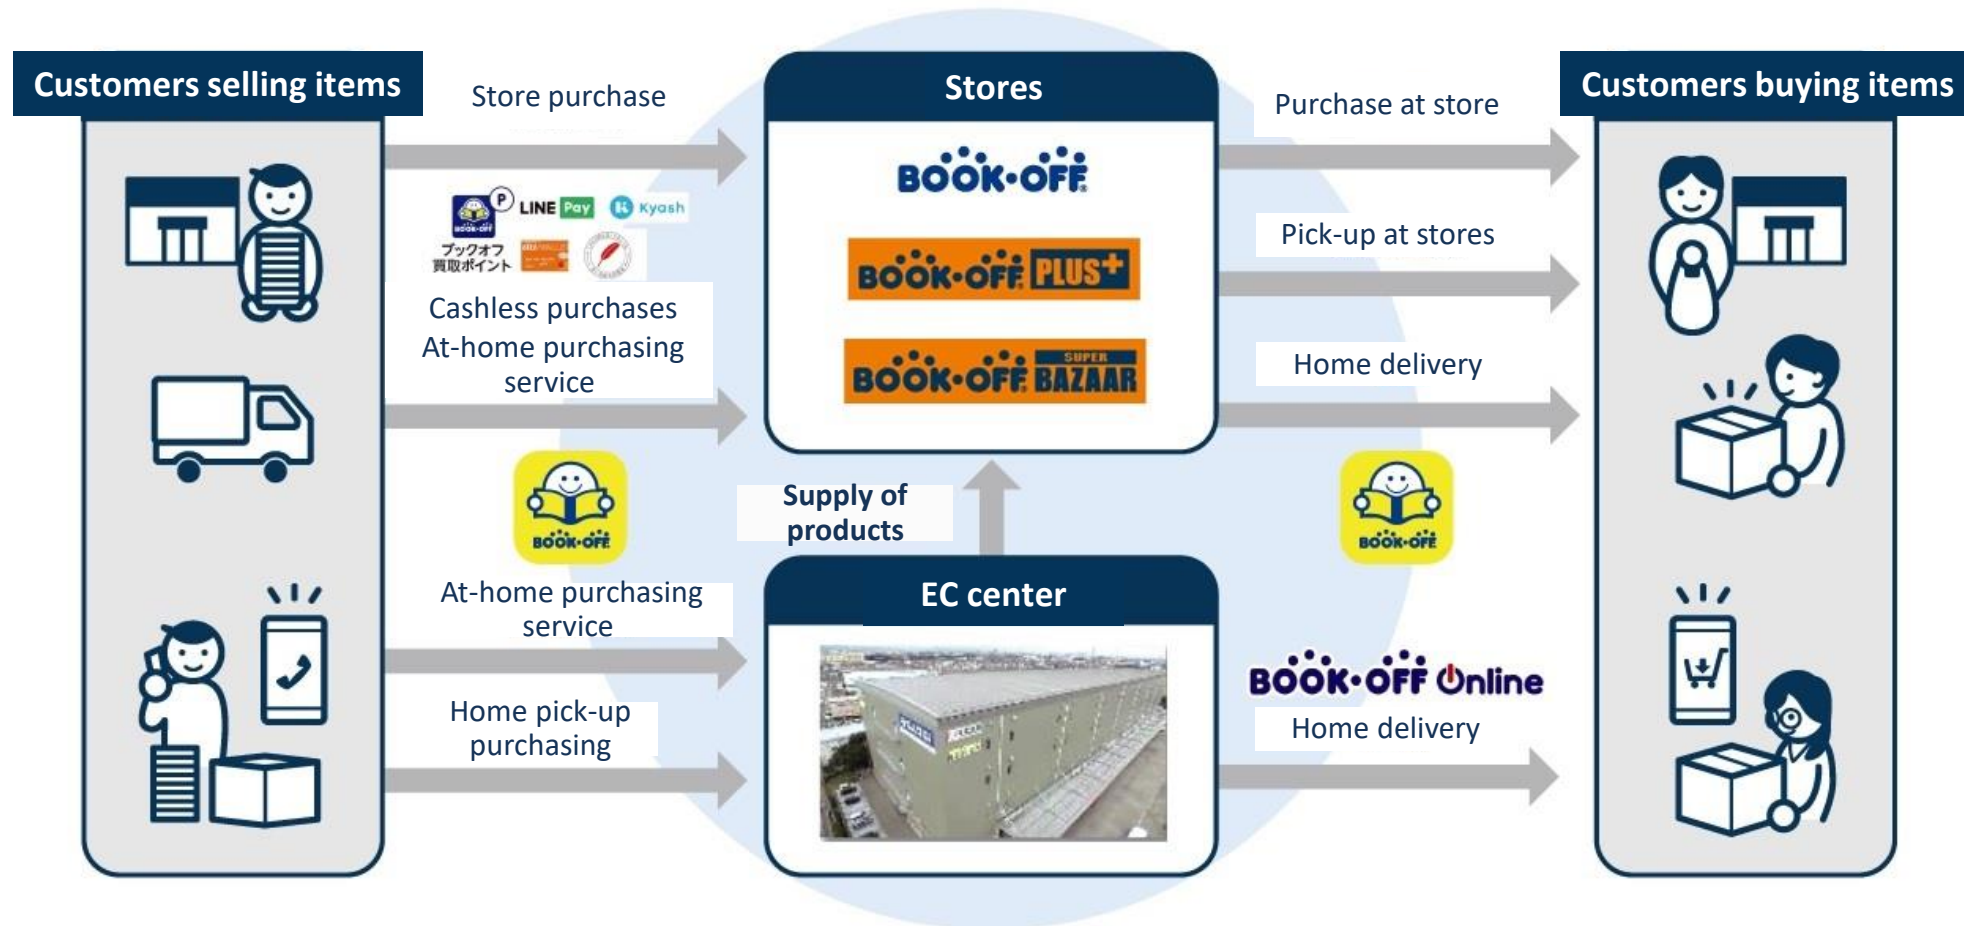 Customers selling items
Store purchase
P
BOOK-OFF
LINE Pay
Kyash
ブックオフ
買取ポイント
Cashless purchases
At-home purchasing
service
BOOK-OFF
At-home purchasing
service
Home pick-up
purchasing
Stores
BOOK-OFF
BOOK-OFF PLUS+
BOOK-OFF SUPER BAZAAR
Supply of
products
EC center
Purchase at store
Pick-up at stores
Home delivery
BOOK-OFF
BOOK-OFF Online
Home delivery
Customers buying items